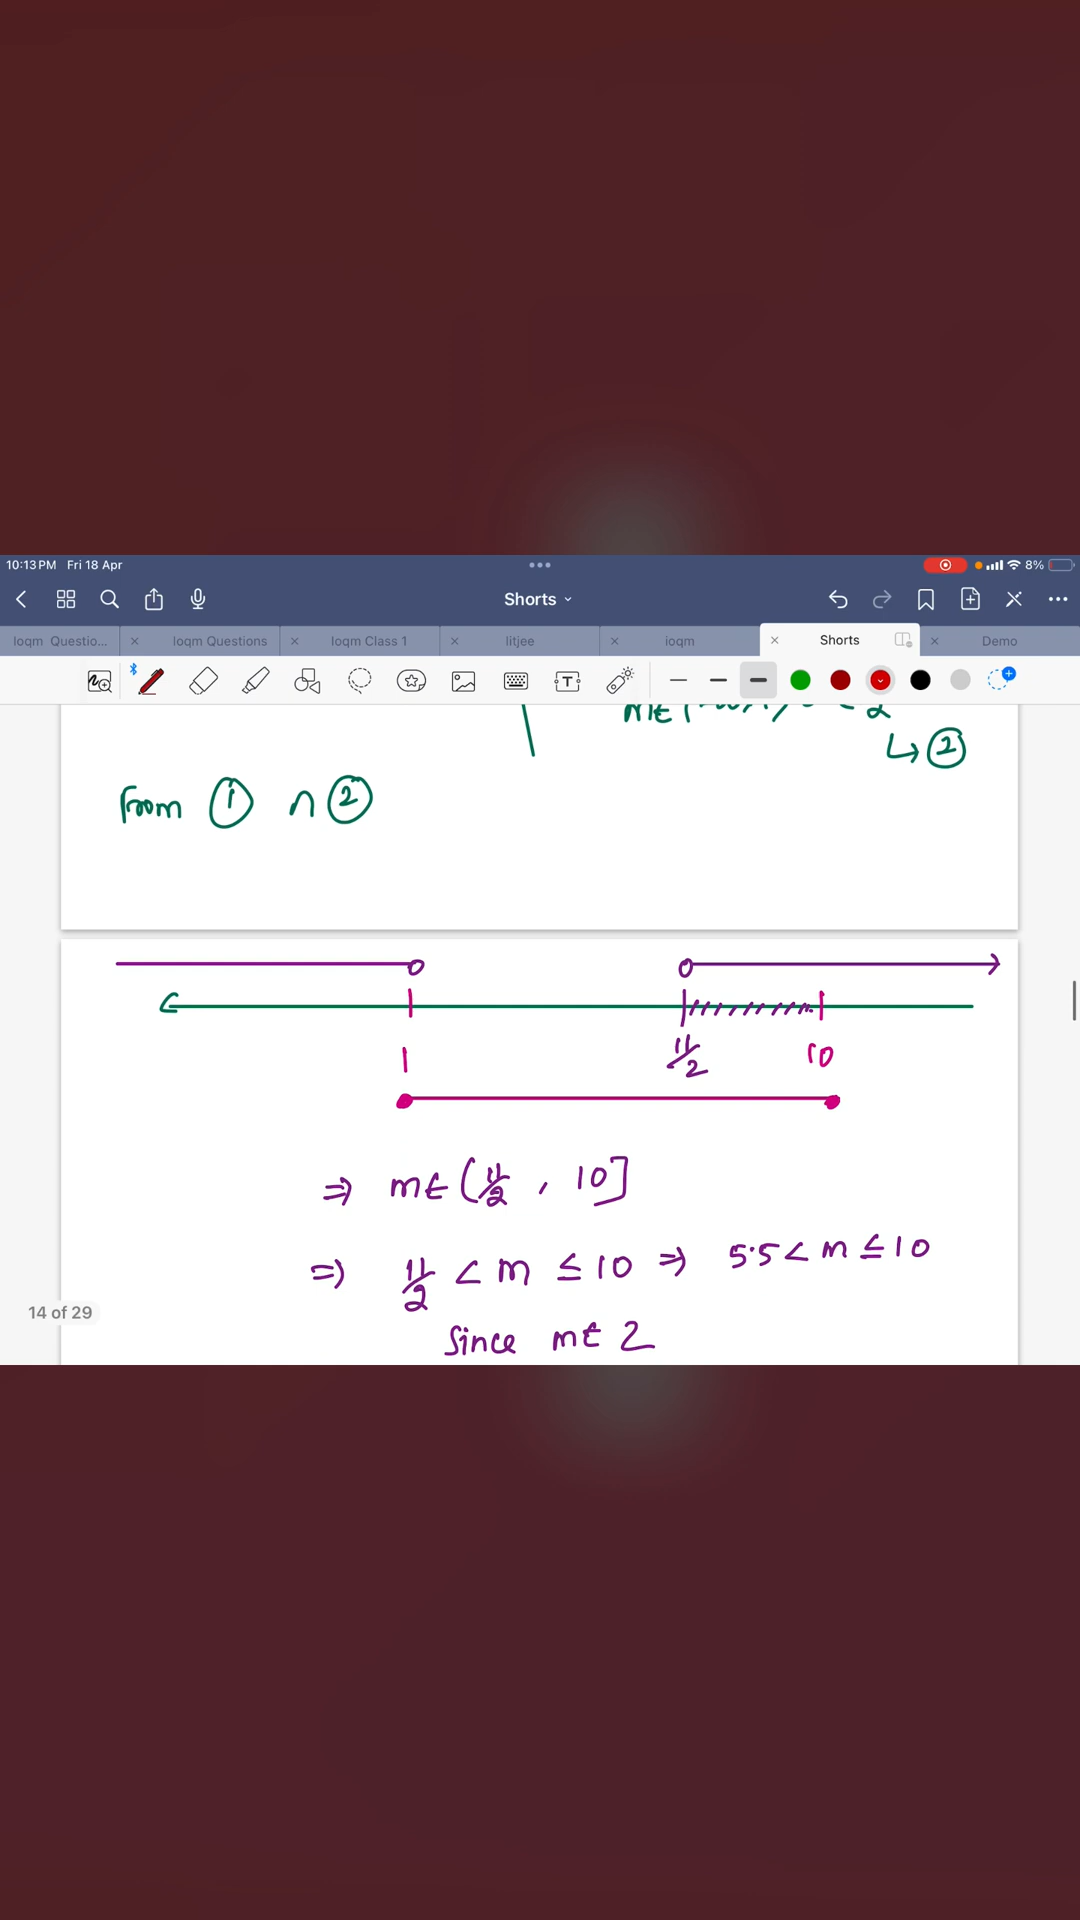 10:13 PM Fri 18 Apr
8%
Shorts
Ioqm Questio...
Ioqm Questions
Ioqm Class 1
litjee
ioqm
Shorts
Demo
2
From 1 ∩ 2
1 11/2 10
⇒ m∈ (11/2, 10]
⇒ 11/2 < m ≤ 10 ⇒ 5.5 < m ≤ 10
14 of 29
Since m∈ Z